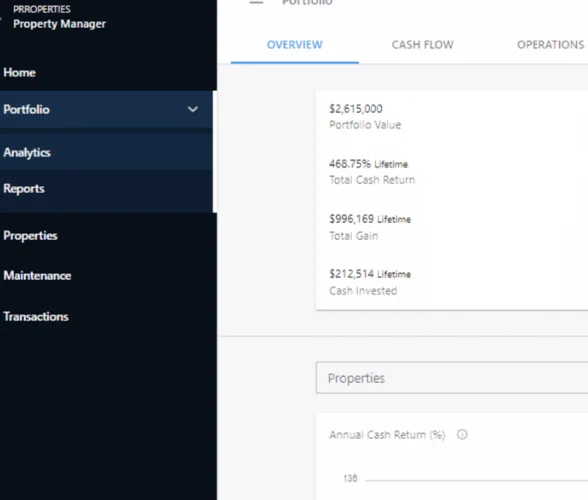 PRROPERTIES
Property Manager
Home
Portfolio
Analytics
Reports
Properties
Maintenance
Transactions
Portfolio
OVERVIEW CASH FLOW OPERATIONS
$2,615,000
Portfolio Value
468.75% Lifetime
Total Cash Return
$996,169 Lifetime
Total Gain
$212,514 Lifetime
Cash Invested
Properties
Annual Cash Return (%)